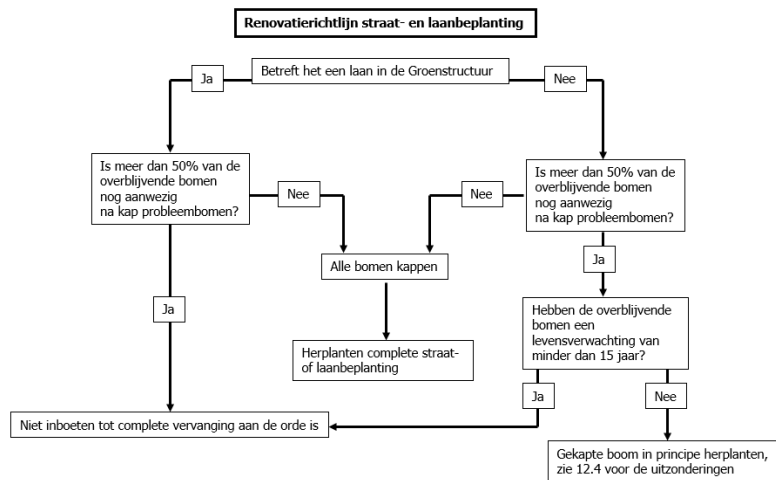 Renovatierichtlijn straat- en laanbeplanting
Ja
Betreft het een laan in de Groenstructuur
Nee
Is meer dan 50% van de
overblijvende bomen
nog aanwezig
na kap probleembomen?
Nee
Nee
Is meer dan 50% van de
overblijvende bomen
nog aanwezig
na kap probleembomen?
Alle bomen kappen
Ja
Ja
Herplanten complete straat-
of laanbeplanting
Hebben de overblijvende
bomen een
levensverwachting van
minder dan 15 jaar?
Ja
Nee
Niet inboeten tot complete vervanging aan de orde is
Gekapte boom in principe herplanten,
zie 12.4 voor de uitzonderingen